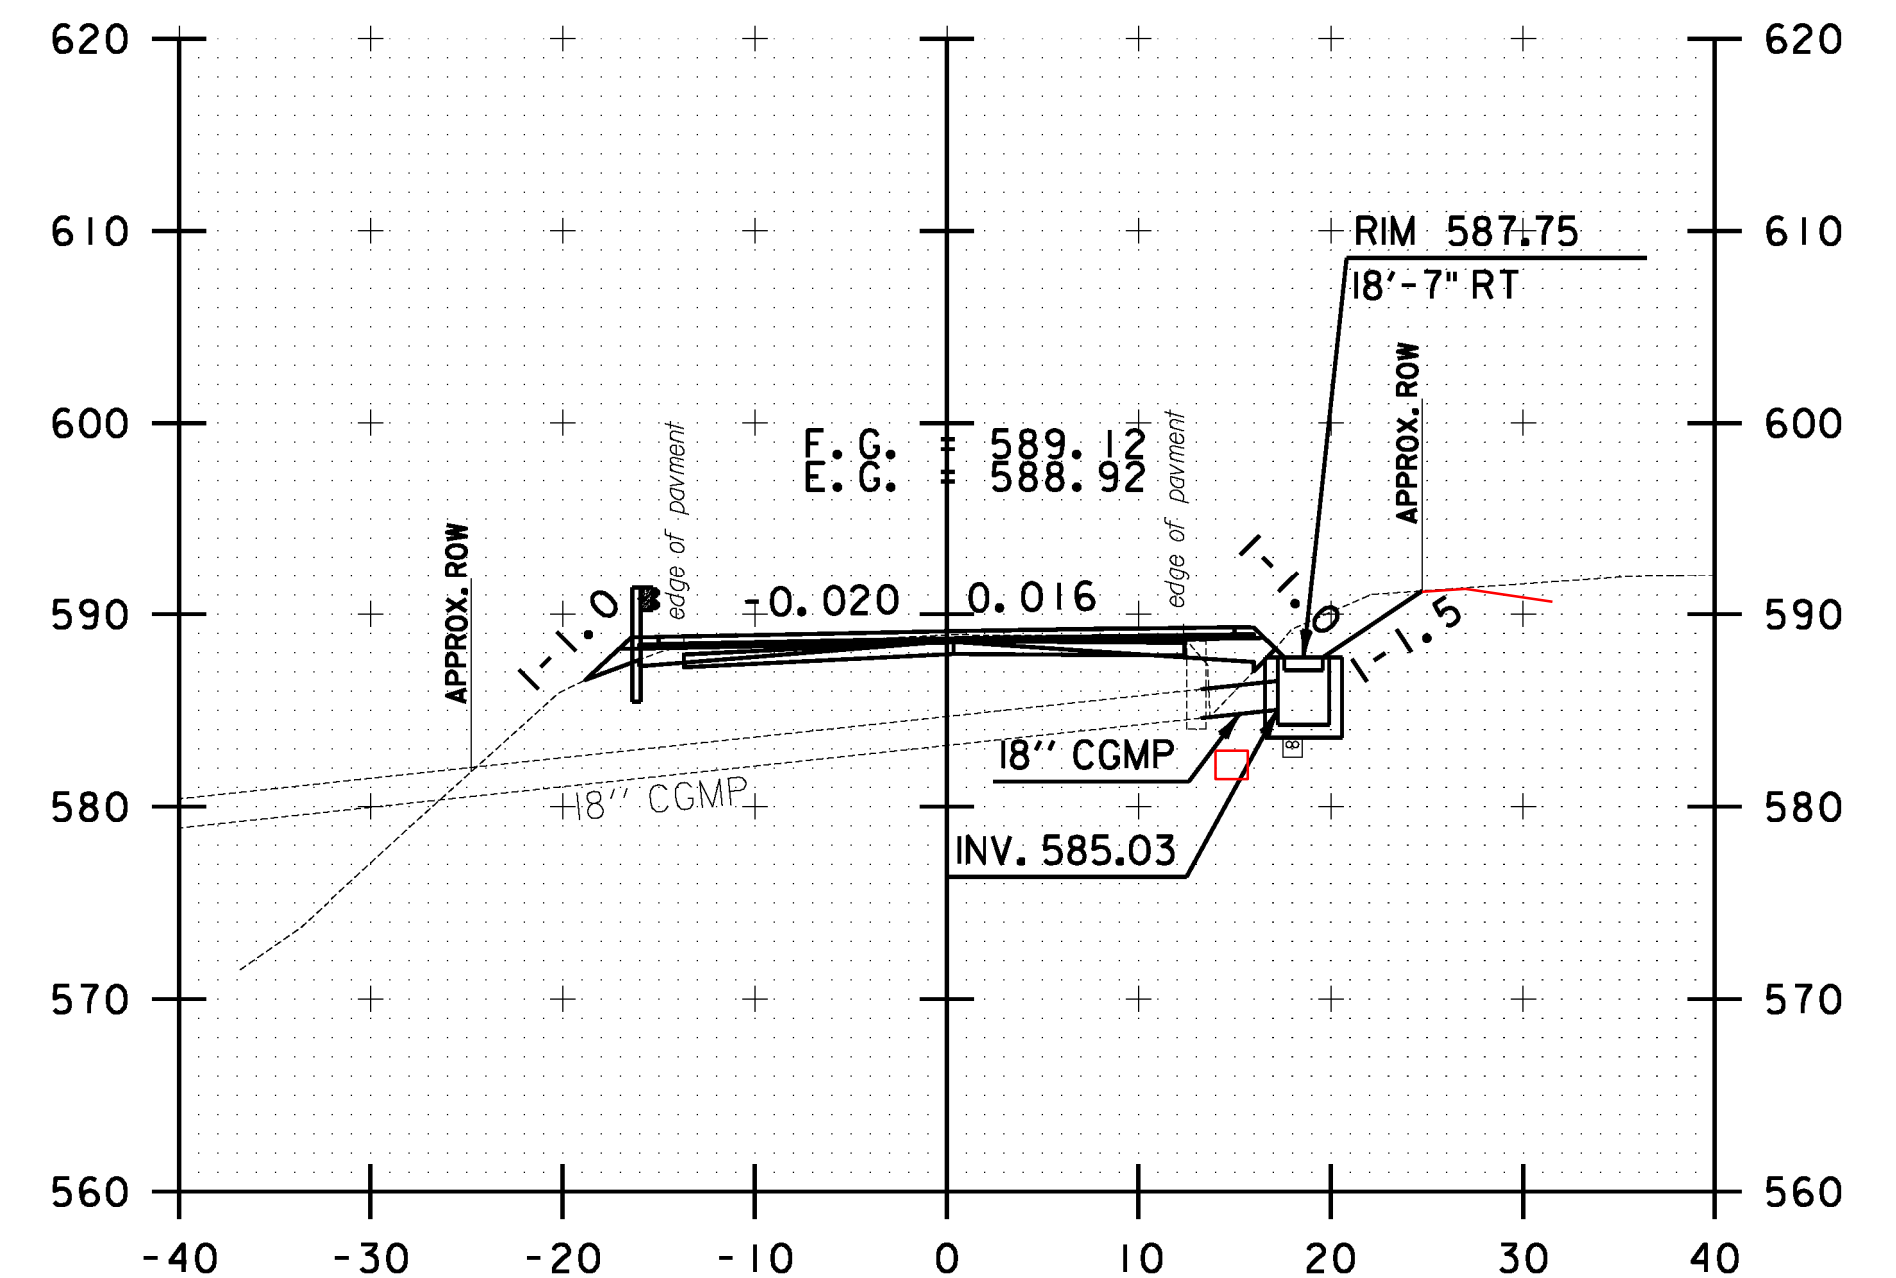 620
620
610
RIM 587.75
610
18'-7" RT
APPROX. ROW
600
edge of pavment
edge of pavment
600
F.G. = 589.12
E.G. = 588.92
APPROX. ROW
1-1.0
590
1-1.0
-0.020
0.016
590
1-1.5
18'' CGMP
8
580
18'' CGMP
580
INV. 585.03
570
570
560
560
-40
-30
-20
-10
0
10
20
30
40